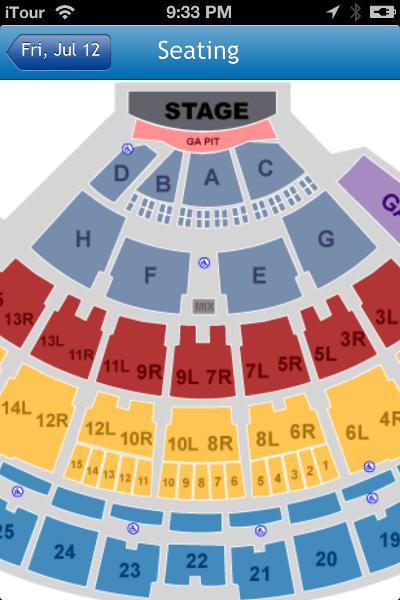 iTour 9:33 PM
Fri, Jul 12 Seating
STAGE
GA PIT
D B A C
H G
F E
MIX
13R 13L 11R 11L 9R 9L 7R 7L 5R 5L 3R 3L
14L 12R 12L 10R 10L 8R 8L 6R 6L 4R
15 14 13 12 11 10 9 8 7 6 5 4 3 2 1
25 24 23 22 21 20 19